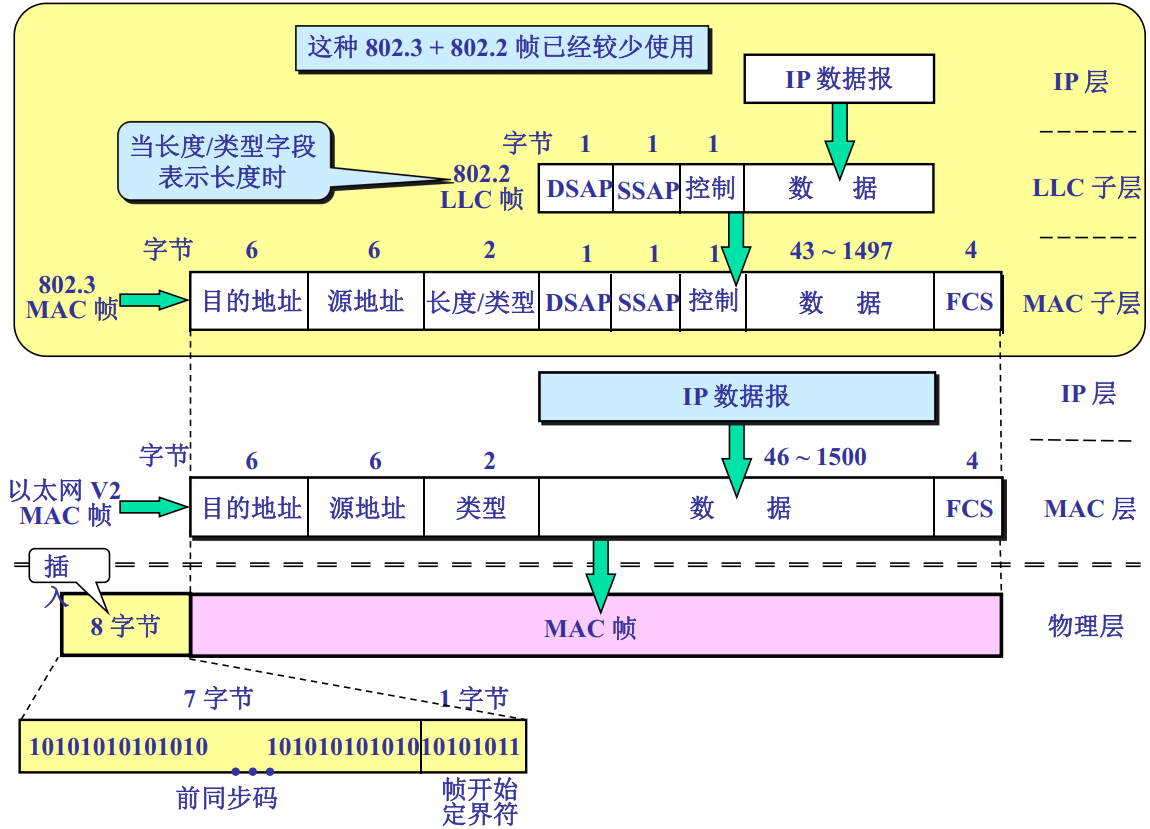 这种 802.3 + 802.2 帧已经较少使用
IP 数据报
IP 层
当长度/类型字段
表示长度时
字节 1 1 1
802.2
LLC 帧
DSAP SSAP 控制 数 据
LLC 子层
字节 6 6 2 1 1 1 43 ~ 1497 4
802.3
MAC 帧
目的地址 源地址 长度/类型 DSAP SSAP 控制 数 据 FCS
MAC 子层
IP 数据报
IP 层
字节 6 6 2 46 ~ 1500 4
以太网 V2
MAC 帧
目的地址 源地址 类型 数 据 FCS
MAC 层
插
入
8 字节
MAC 帧
物理层
7 字节 1 字节
10101010101010 101010101010 10101011
前同步码
帧开始
定界符